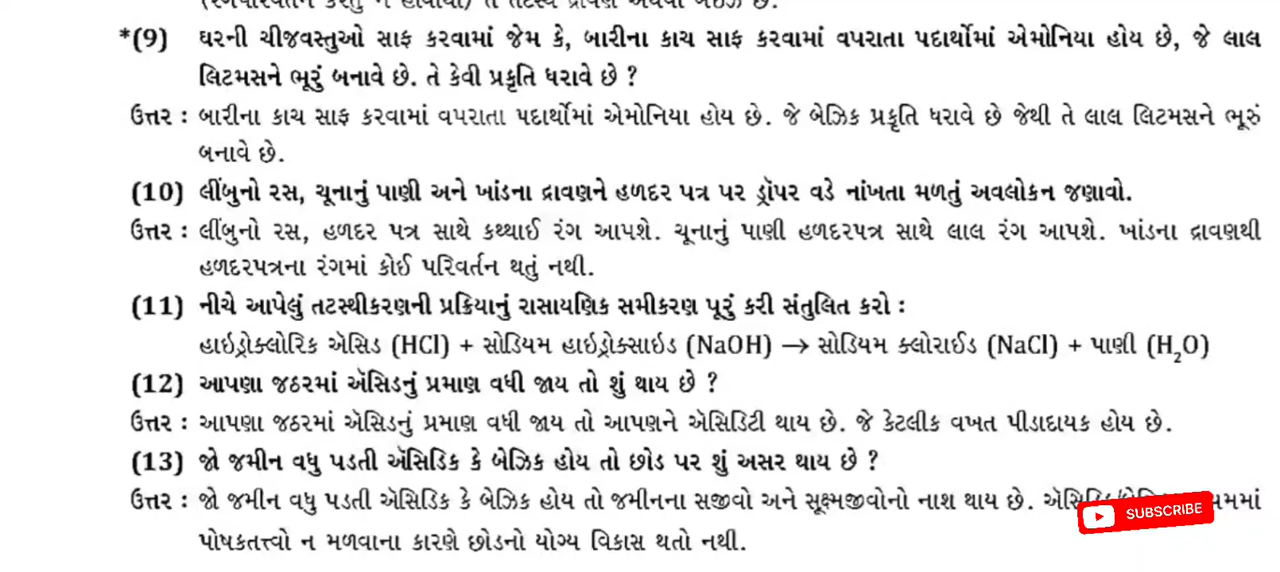 *(9) ઘરની ચીજવસ્તુઓ સાફ કરવામાં જેમ કે, બારીના કાચ સાફ કરવામાં વપરાતા પદાર્થોમાં એમોનિયા હોય છે, જે લાલ
લિટમસને ભૂરું બનાવે છે. તે કેવી પ્રકૃતિ ધરાવે છે ?
ઉત્તર : બારીના કાચ સાફ કરવામાં વપરાતા પદાર્થોમાં એમોનિયા હોય છે. જે બેઝિક પ્રકૃતિ ધરાવે છે જેથી તે લાલ લિટમસને ભૂરું
બનાવે છે.
(10) લીંબુનો રસ, ચૂનાનું પાણી અને ખાંડના દ્રાવણને હળદર પત્ર પર ડ્રૉપર વડે નાંખતા મળતું અવલોકન જણાવો.
ઉત્તર : લીંબુનો રસ, હળદર પત્ર સાથે કથ્થાઈ રંગ આપશે. ચૂનાનું પાણી હળદરપત્ર સાથે લાલ રંગ આપશે. ખાંડના દ્રાવણથી
હળદરપત્રના રંગમાં કોઈ પરિવર્તન થતું નથી.
(11) નીચે આપેલું તટસ્થીકરણની પ્રક્રિયાનું રાસાયણિક સમીકરણ પૂરું કરી સંતુલિત કરો :
હાઇડ્રોક્લોરિક ઍસિડ (HCl) + સોડિયમ હાઇડ્રોક્સાઇડ (NaOH) → સોડિયમ ક્લોરાઈડ (NaCl) + પાણી (H₂O)
(12) આપણા જઠરમાં ઍસિડનું પ્રમાણ વધી જાય તો શું થાય છે ?
ઉત્તર : આપણા જઠરમાં ઍસિડનું પ્રમાણ વધી જાય તો આપણને ઍસિડિટી થાય છે. જે કેટલીક વખત પીડાદાયક હોય છે.
(13) જો જમીન વધુ પડતી ઍસિડિક કે બેઝિક હોય તો છોડ પર શું અસર થાય છે ?
ઉત્તર : જો જમીન વધુ પડતી ઍસિડિક કે બેઝિક હોય તો જમીનના સજીવો અને સૂક્ષ્મજીવોનો નાશ થાય છે.
SUBSCRIBE
પોષકતત્ત્વો ન મળવાના કારણે છોડનો યોગ્ય વિકાસ થતો નથી.